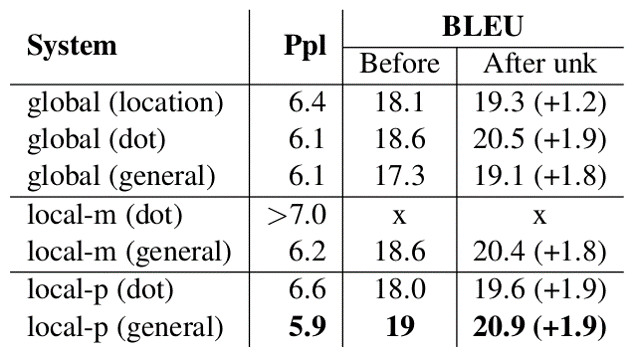 System Ppl BLEU
Before After unk
global (location) 6.4 18.1 19.3 (+1.2)
global (dot) 6.1 18.6 20.5 (+1.9)
global (general) 6.1 17.3 19.1 (+1.8)
local-m (dot) >7.0 x x
local-m (general) 6.2 18.6 20.4 (+1.8)
local-p (dot) 6.6 18.0 19.6 (+1.9)
local-p (general) 5.9 19 20.9 (+1.9)